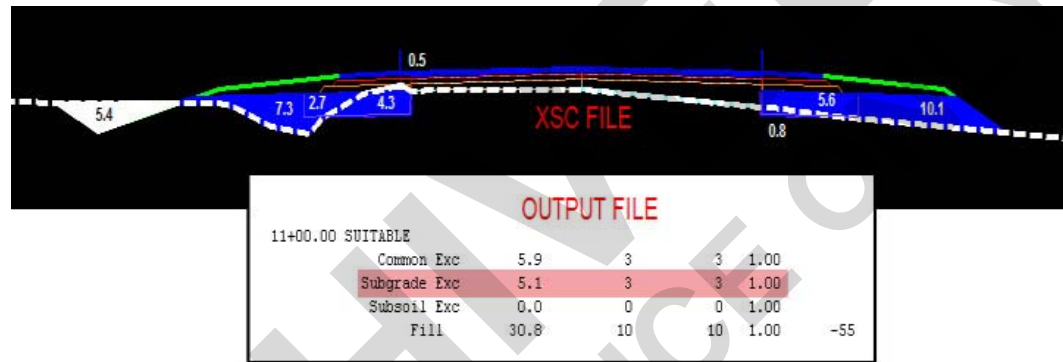 0.5
5.4
7.3
2.7
4.3
5.6
10.1
0.8
XSC FILE
OUTPUT FILE
11+00.00 SUITABLE
Common Exc 5.9 3 3 1.00
Subgrade Exc 5.1 3 3 1.00
Subsoil Exc 0.0 0 0 1.00
Fill 30.8 10 10 1.00 -55